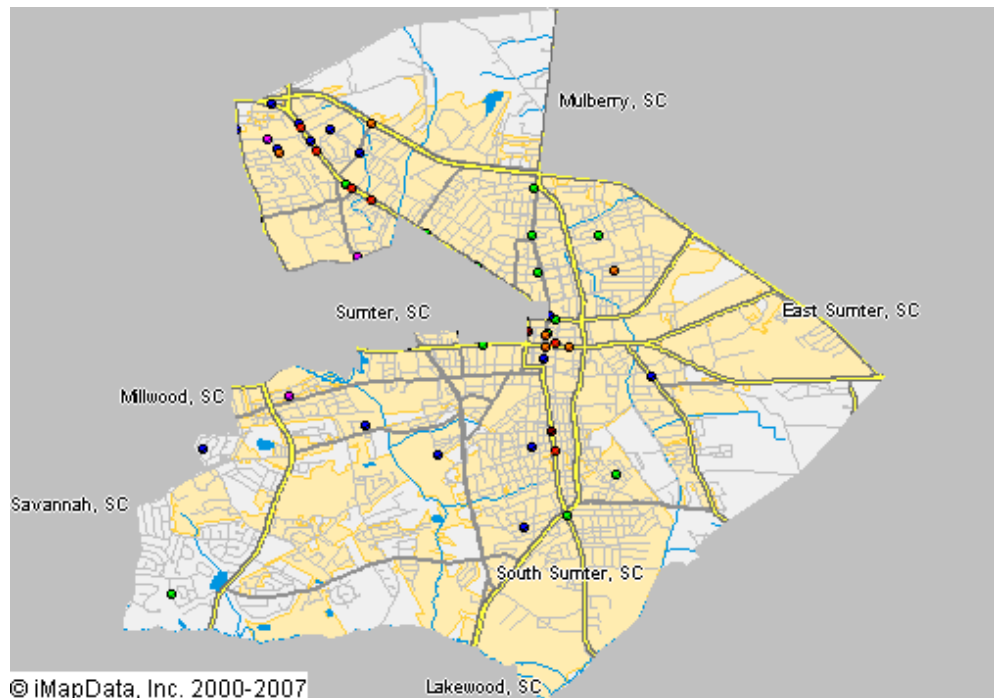 Mulberry, SC
Sumter, SC
East Sumter, SC
Millwood, SC
Savannah, SC
South Sumter, SC
Lakewood, SC
© iMapData, Inc. 2000-2007